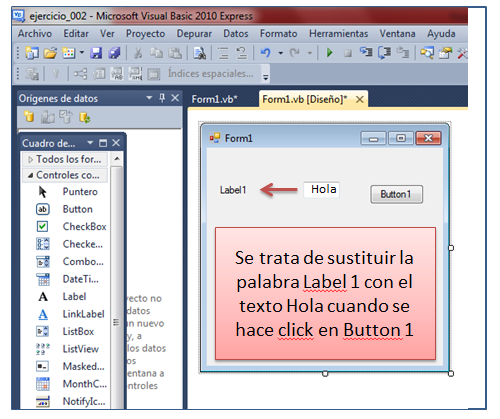 ejercicio_002 - Microsoft Visual Basic 2010 Express
Archivo Editar Ver Proyecto Depurar Datos Formato Herramientas Ventana Ayuda
Índices espaciales...
Orígenes de datos
Form1.vb* Form1.vb [Diseño]*
Cuadro de...
Todos los for...
Controles co...
Puntero
Button
CheckBox
Checke...
Combo...
DateTi...
Label
LinkLabel
ListBox
ListView
Masked...
MonthC...
NotifyIc...
yecto no
datos
n nuevo
y, a
los datos
os
entana a
ntroles
Form1
Label1 Hola Button1
Se trata de sustituir la
palabra Label 1 con el
texto Hola cuando se
hace click en Button 1